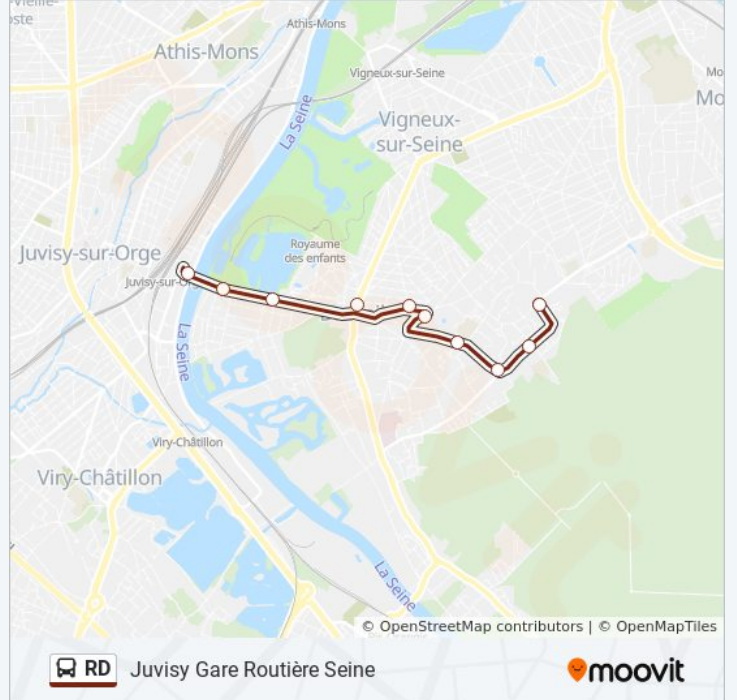 Vieille-
oste
Athis-Mons
Athis-Mons
Vigneux-sur-Seine
Mo
Mo
La Seine
Vigneux-
sur-Seine
Juvisy-sur-Orge
Royaume
des enfants
Juvisy-sur-Or
La Seine
Viry-Châtillon
Viry-Châtillon
La Seine
© OpenStreetMap contributors | © OpenMapTiles
RD Juvisy Gare Routière Seine
moovit